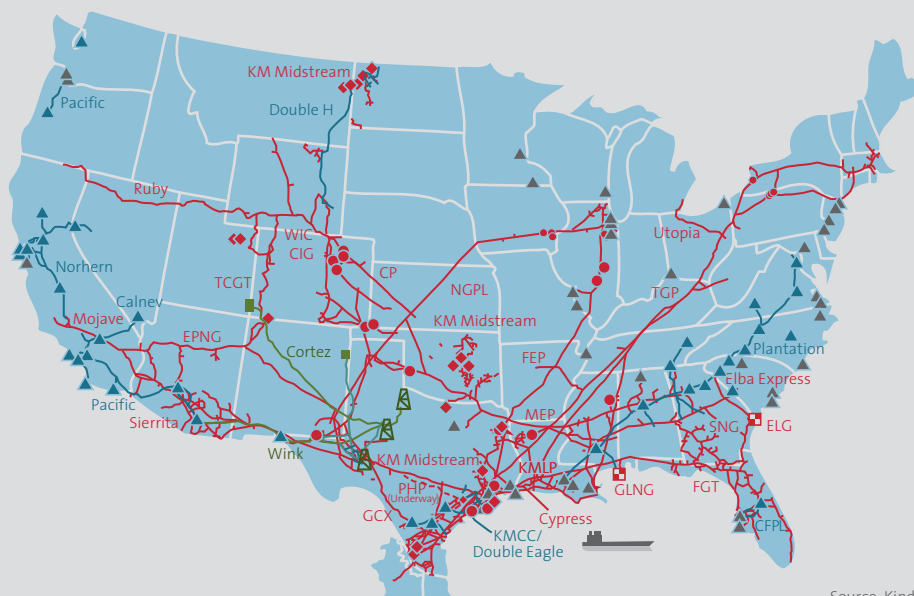 KM Midstream
Pacific
Double H
Ruby
WIC
Utopia
CIG
Norhern
CP
TCGT
NGPL
TGP
Calnev
Mojave
KM Midstream
EPNG
Cortez
FEP
Plantation
Elba Express
Pacific
MEP
Sierrita
SNG
ELG
Wink
KM Midstream
KMLP
PHP
(Underway)
GLNG
FGT
GCX
Cypress
CFPL
KMCC/
Double Eagle
Source, Kind